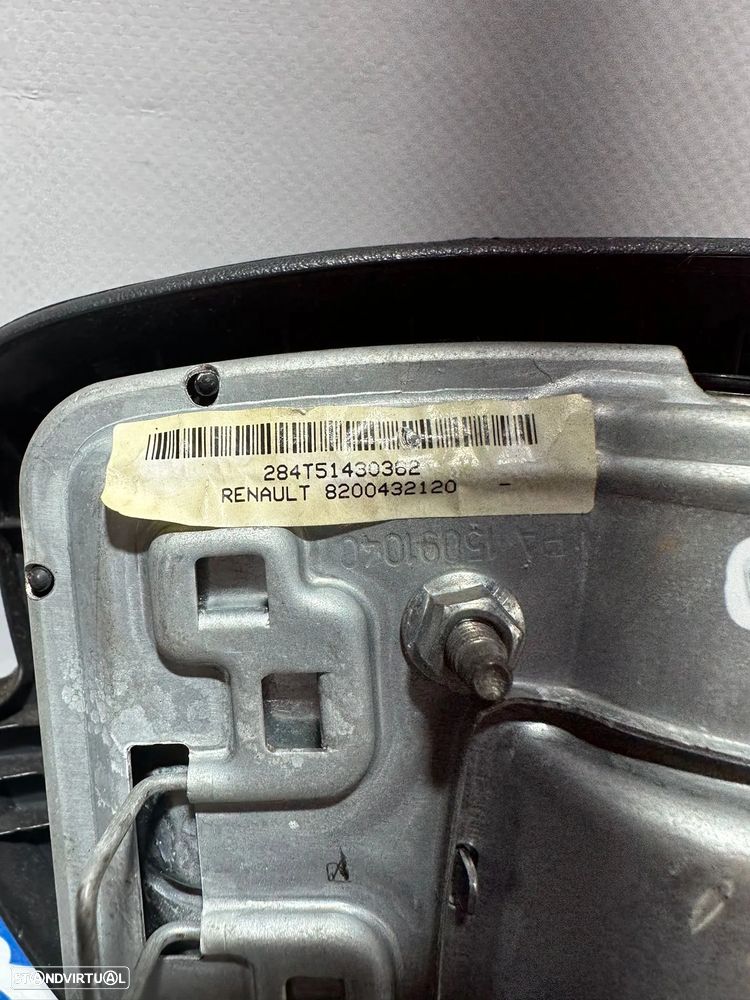 284T51430362
RENAULT 8200432120 -
STANDVIRTUAL